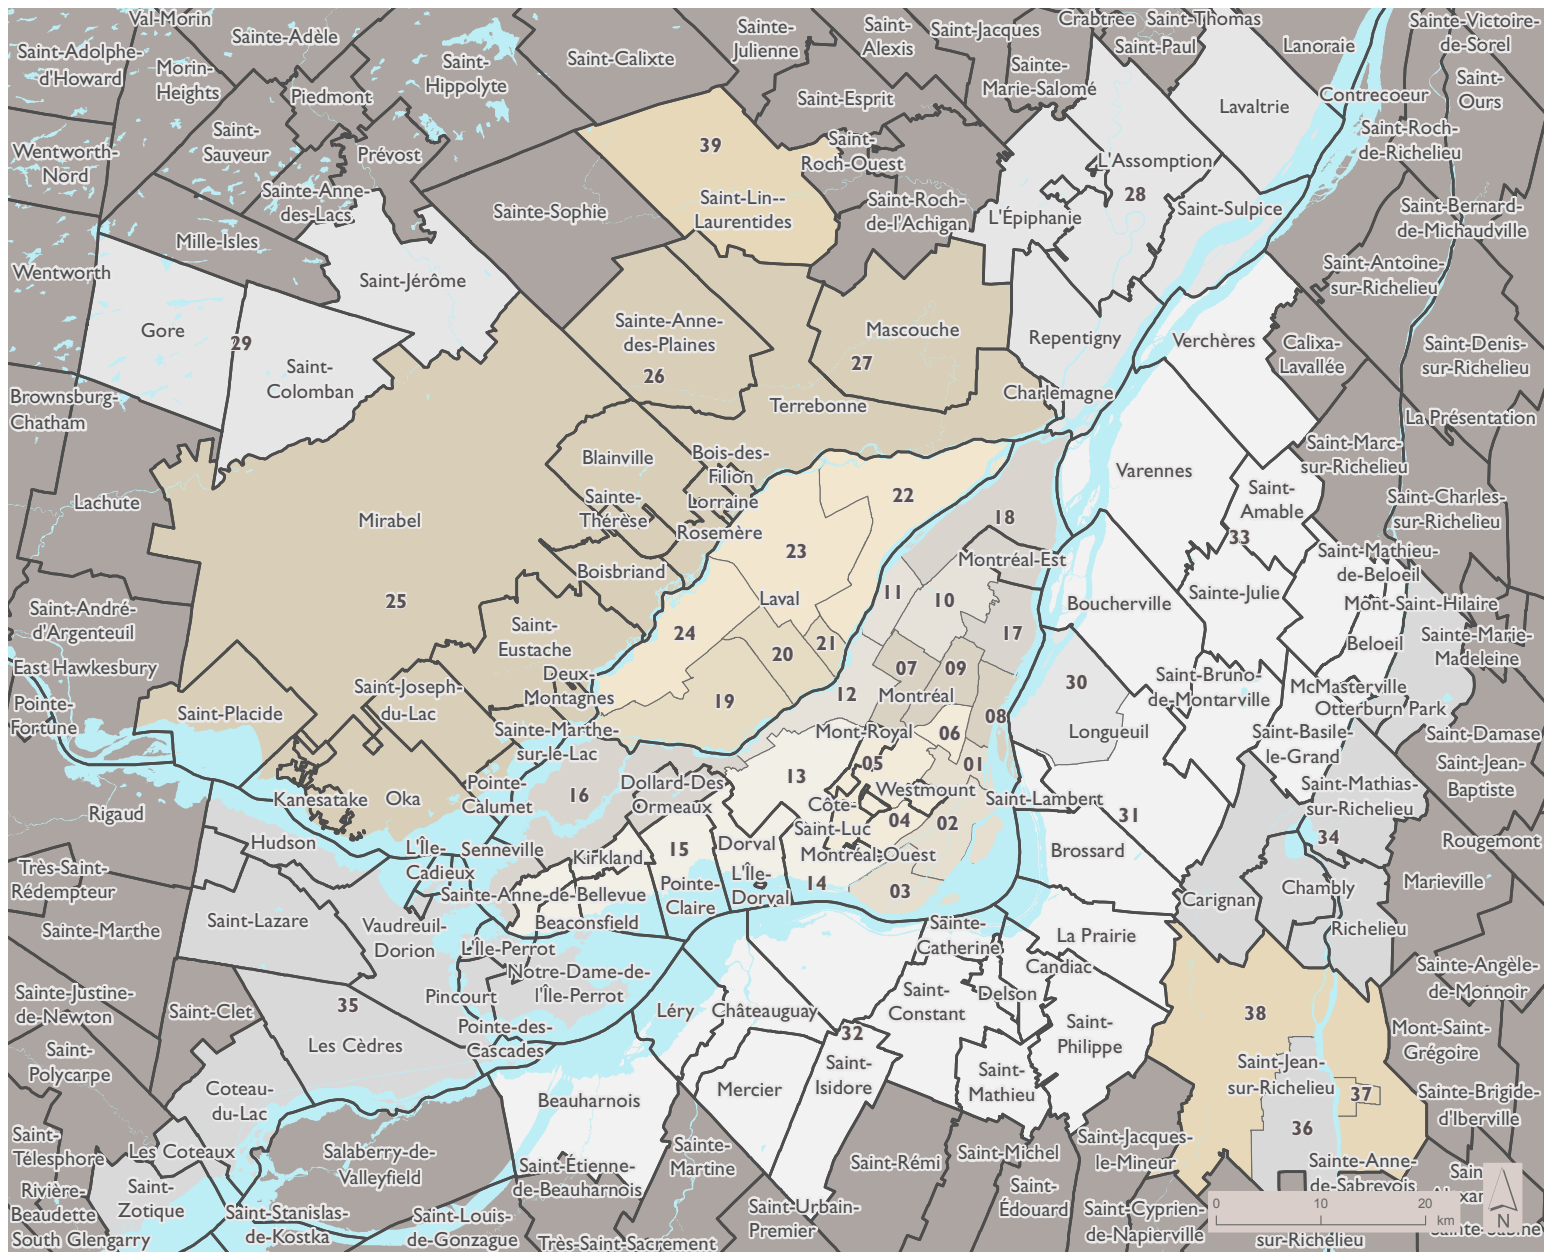 Val-Morin
Sainte-Adèle
Sainte-
Julienne
Saint-
Alexis
Saint-Jacques
Crabtree
Saint-Thomas
Sainte-Victoire-
de-Sorel
Saint-Adolphe-
d'Howard
Morin-
Heights
Piedmont
Saint-
Hippolyte
Saint-Calixte
Saint-Esprit
Sainte-
Marie-Salomé
Saint-Paul
Lanoraie
Lavaltrie
Contrecoeur
Saint-
Ours
Wentworth-
Nord
Saint-
Sauveur
Prévost
39
Saint-
Roch-Ouest
L'Assomption
28
Saint-Roch-
de-Richelieu
Sainte-Anne-
des-Lacs
Sainte-Sophie
Saint-Lin--
Laurentides
Saint-Roch-
de-l'Achigan
L'Épiphanie
Saint-Sulpice
Saint-Bernard-
de-Michaudville
Mille-Isles
Wentworth
Saint-Jérôme
Saint-Antoine-
sur-Richelieu
Gore
29
Saint-
Colomban
Sainte-Anne-
des-Plaines
26
Mascouche
27
Repentigny
Verchères
Calixa-
Lavallée
Saint-Denis-
sur-Richelieu
Brownsburg-
Chatham
Terrebonne
Charlemagne
La Présentation
Blainville
Bois-des-
Filion
Lorraine
Varennes
Saint-Marc-
sur-Richelieu
Lachute
Mirabel
Sainte-
Thérèse
Rosemère
22
18
Saint-
Amable
33
Saint-Charles-
sur-Richelieu
Boisbriand
23
Montréal-Est
Saint-Mathieu-
de-Beloeil
25
Laval
11
10
Boucherville
Sainte-Julie
Mont-Saint-Hilaire
Saint-André-
d'Argenteuil
Saint-
Eustache
24
20
21
17
Beloeil
Sainte-Marie-
Madeleine
East Hawkesbury
Deux-
Montagnes
19
12
07
09
Montréal
30
Saint-Bruno-
de-Montarville
McMasterville
Otterburn Park
Pointe-
Fortune
Saint-Placide
Saint-Joseph-
du-Lac
Sainte-Marthe-
sur-le-Lac
Mont-Royal
06
08
Longueuil
Saint-Basile-
le-Grand
Saint-Damase
Rigaud
Kanesatake
Oka
Pointe-
Calumet
16
Dollard-Des
Ormeaux
13
05
01
Westmount
Saint-Lambert
31
Saint-Mathias-
sur-Richelieu
Saint-Jean-
Baptiste
Hudson
L'Île-
Cadieux
Senneville
Kirkland
15
Dorval
Côte-
Saint-Luc
04
02
Montréal-Ouest
Brossard
34
Rougemont
Très-Saint-
Rédempteur
Sainte-Anne-de-Bellevue
Pointe-
Claire
L'Île-
Dorval
14
03
Carignan
Chambly
Marieville
Sainte-Marthe
Saint-Lazare
Vaudreuil-
Dorion
Beaconsfield
Sainte-
Catherine
La Prairie
Richelieu
L'Île-Perrot
Notre-Dame-de-
l'Île-Perrot
Pincourt
Candiac
Delson
Sainte-Angèle-
de-Monnoir
Sainte-Justine-
de-Newton
Saint-Clet
35
Les Cèdres
Pointe-des-
Cascades
Léry
Châteauguay
32
Saint-
Constant
Saint-
Philippe
38
Mont-Saint-
Grégoire
Saint-
Polycarpe
Coteau-
du-Lac
Beauharnois
Mercier
Saint-
Isidore
Saint-
Mathieu
Saint-Jean-
sur-Richelieu
37
36
Sainte-Brigide-
d'Iberville
Saint-
Télesphore
Les Coteaux
Salaberry-de-
Valleyfield
Saint-Étienne-
de-Beauharnois
Sainte-
Martine
Saint-Rémi
Saint-Michel
Saint-Jacques-
le-Mineur
Sainte-Anne-
de-Sabrevois
Rivière-
Beaudette
Saint-
Zotique
Saint-Stanislas-
de-Kostka
Saint-Louis-
de-Gonzague
Saint-Urbain-
Premier
Saint-
Édouard
Saint-Cyprien-
de-Napierville
South Glengarry
Très-Saint-Sacrement
sur-Richelieu
0 10 20
km
N